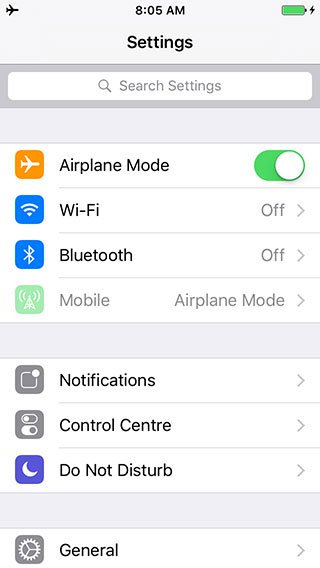 8:05 AM
Settings
Search Settings
Airplane Mode
Wi-Fi Off
Bluetooth Off
Mobile Airplane Mode
Notifications
Control Centre
Do Not Disturb
General